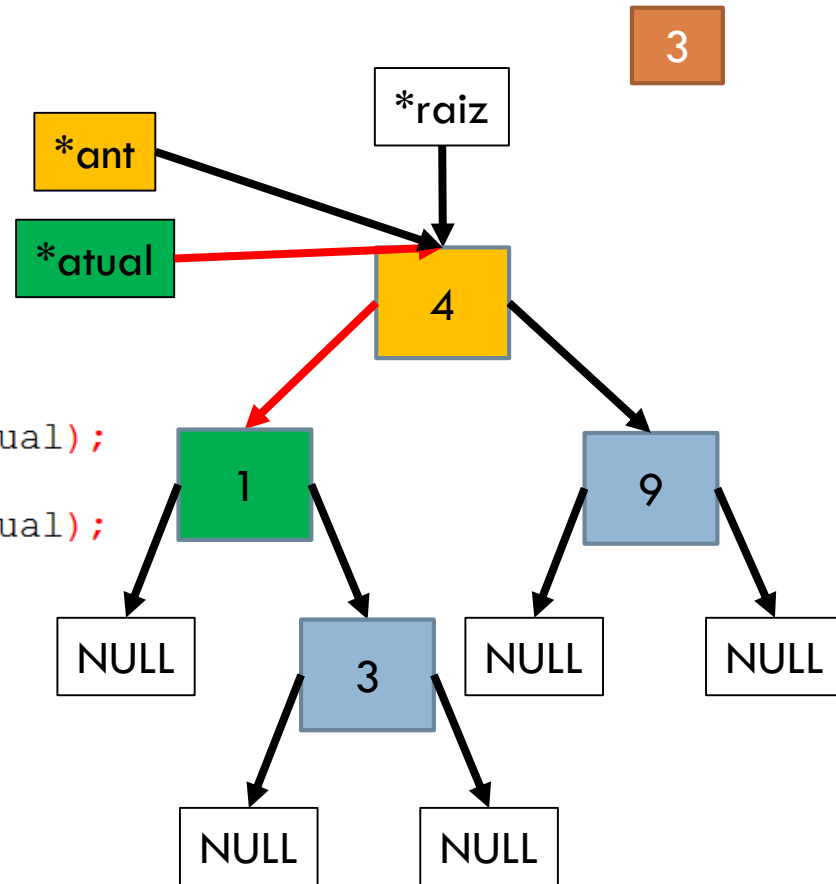 3
*raiz
*ant
*atual
4
ual);
1
9
ual);
NULL
3
NULL
NULL
NULL
NULL